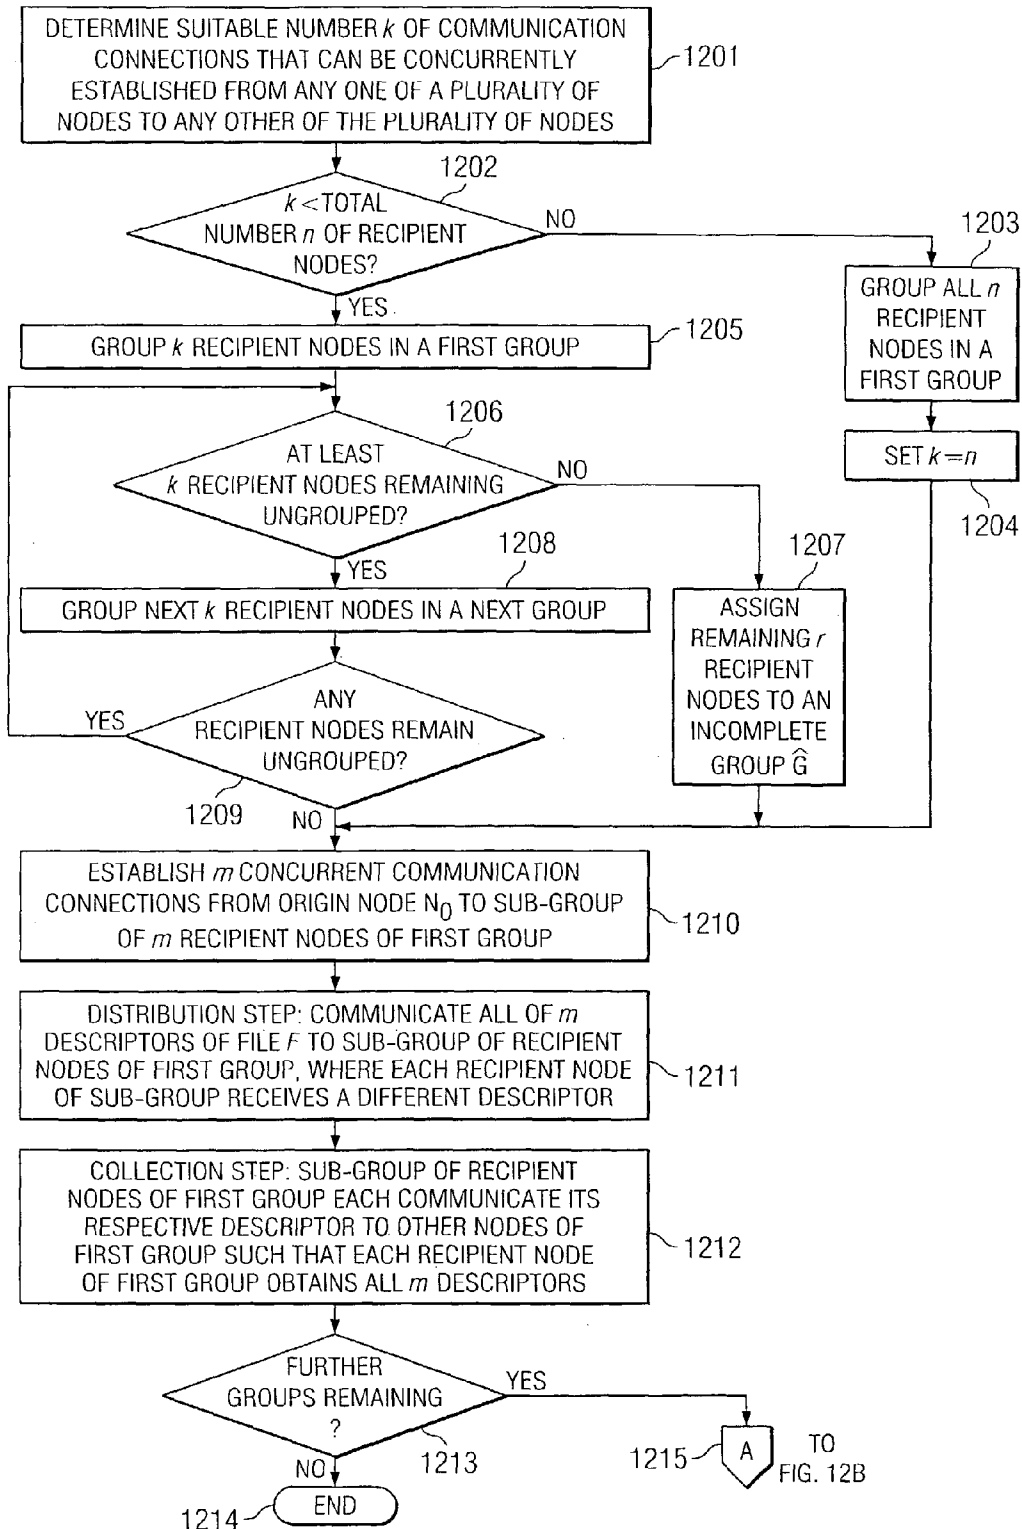 DETERMINE SUITABLE NUMBER k OF COMMUNICATION
CONNECTIONS THAT CAN BE CONCURRENTLY
ESTABLISHED FROM ANY ONE OF A PLURALITY OF
NODES TO ANY OTHER OF THE PLURALITY OF NODES
1201
1202
k<TOTAL
NUMBER n OF RECIPIENT
NODES?
NO
YES
1203
GROUP ALL n
RECIPIENT
NODES IN A
FIRST GROUP
SET k=n
1204
GROUP k RECIPIENT NODES IN A FIRST GROUP
1205
1206
AT LEAST
k RECIPIENT NODES REMAINING
UNGROUPED?
NO
YES
1207
ASSIGN
REMAINING r
RECIPIENT
NODES TO AN
INCOMPLETE
GROUP Ĝ
1208
GROUP NEXT k RECIPIENT NODES IN A NEXT GROUP
ANY
RECIPIENT NODES REMAIN
UNGROUPED?
YES
1209
NO
ESTABLISH m CONCURRENT COMMUNICATION
CONNECTIONS FROM ORIGIN NODE N0 TO SUB-GROUP
OF m RECIPIENT NODES OF FIRST GROUP
1210
DISTRIBUTION STEP: COMMUNICATE ALL OF m
DESCRIPTORS OF FILE F TO SUB-GROUP OF RECIPIENT
NODES OF FIRST GROUP, WHERE EACH RECIPIENT NODE
OF SUB-GROUP RECEIVES A DIFFERENT DESCRIPTOR
1211
COLLECTION STEP: SUB-GROUP OF RECIPIENT
NODES OF FIRST GROUP EACH COMMUNICATE ITS
RESPECTIVE DESCRIPTOR TO OTHER NODES OF
FIRST GROUP SUCH THAT EACH RECIPIENT NODE
OF FIRST GROUP OBTAINS ALL m DESCRIPTORS
1212
FURTHER
GROUPS REMAINING
?
YES
1213
NO
1215
A
TO
FIG. 12B
1214
END